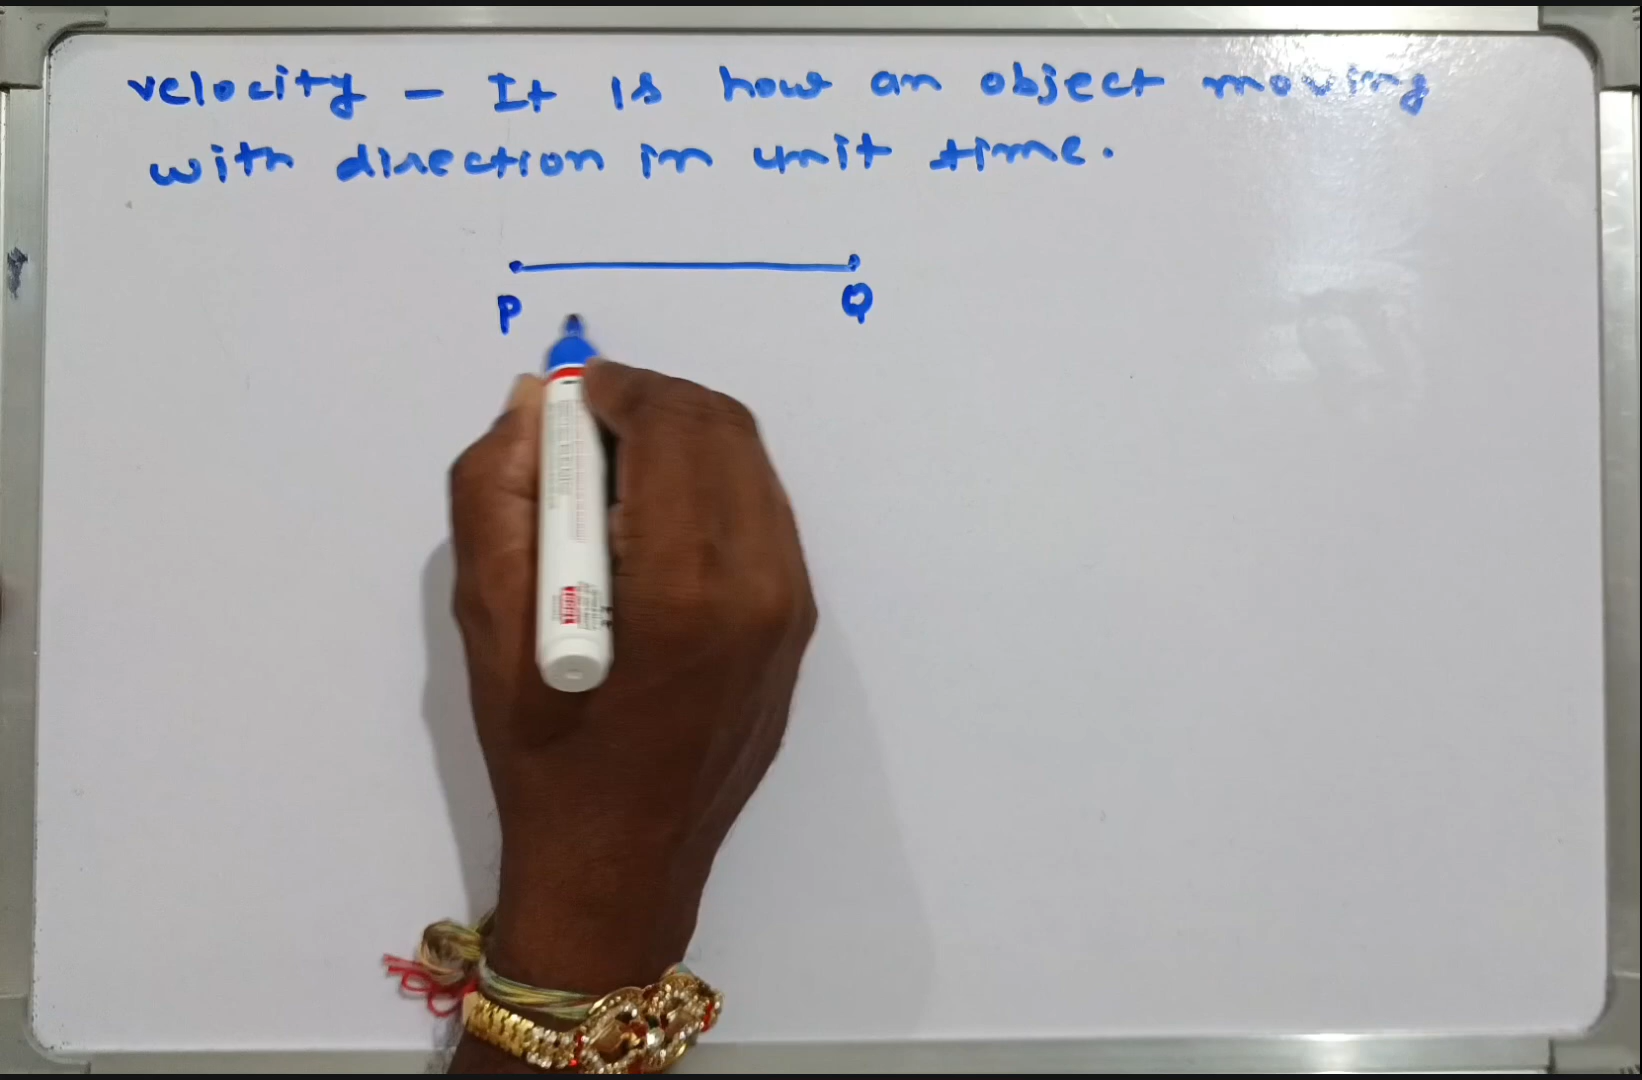 velocity - It is how an object moving
with direction in unit time.
P Q